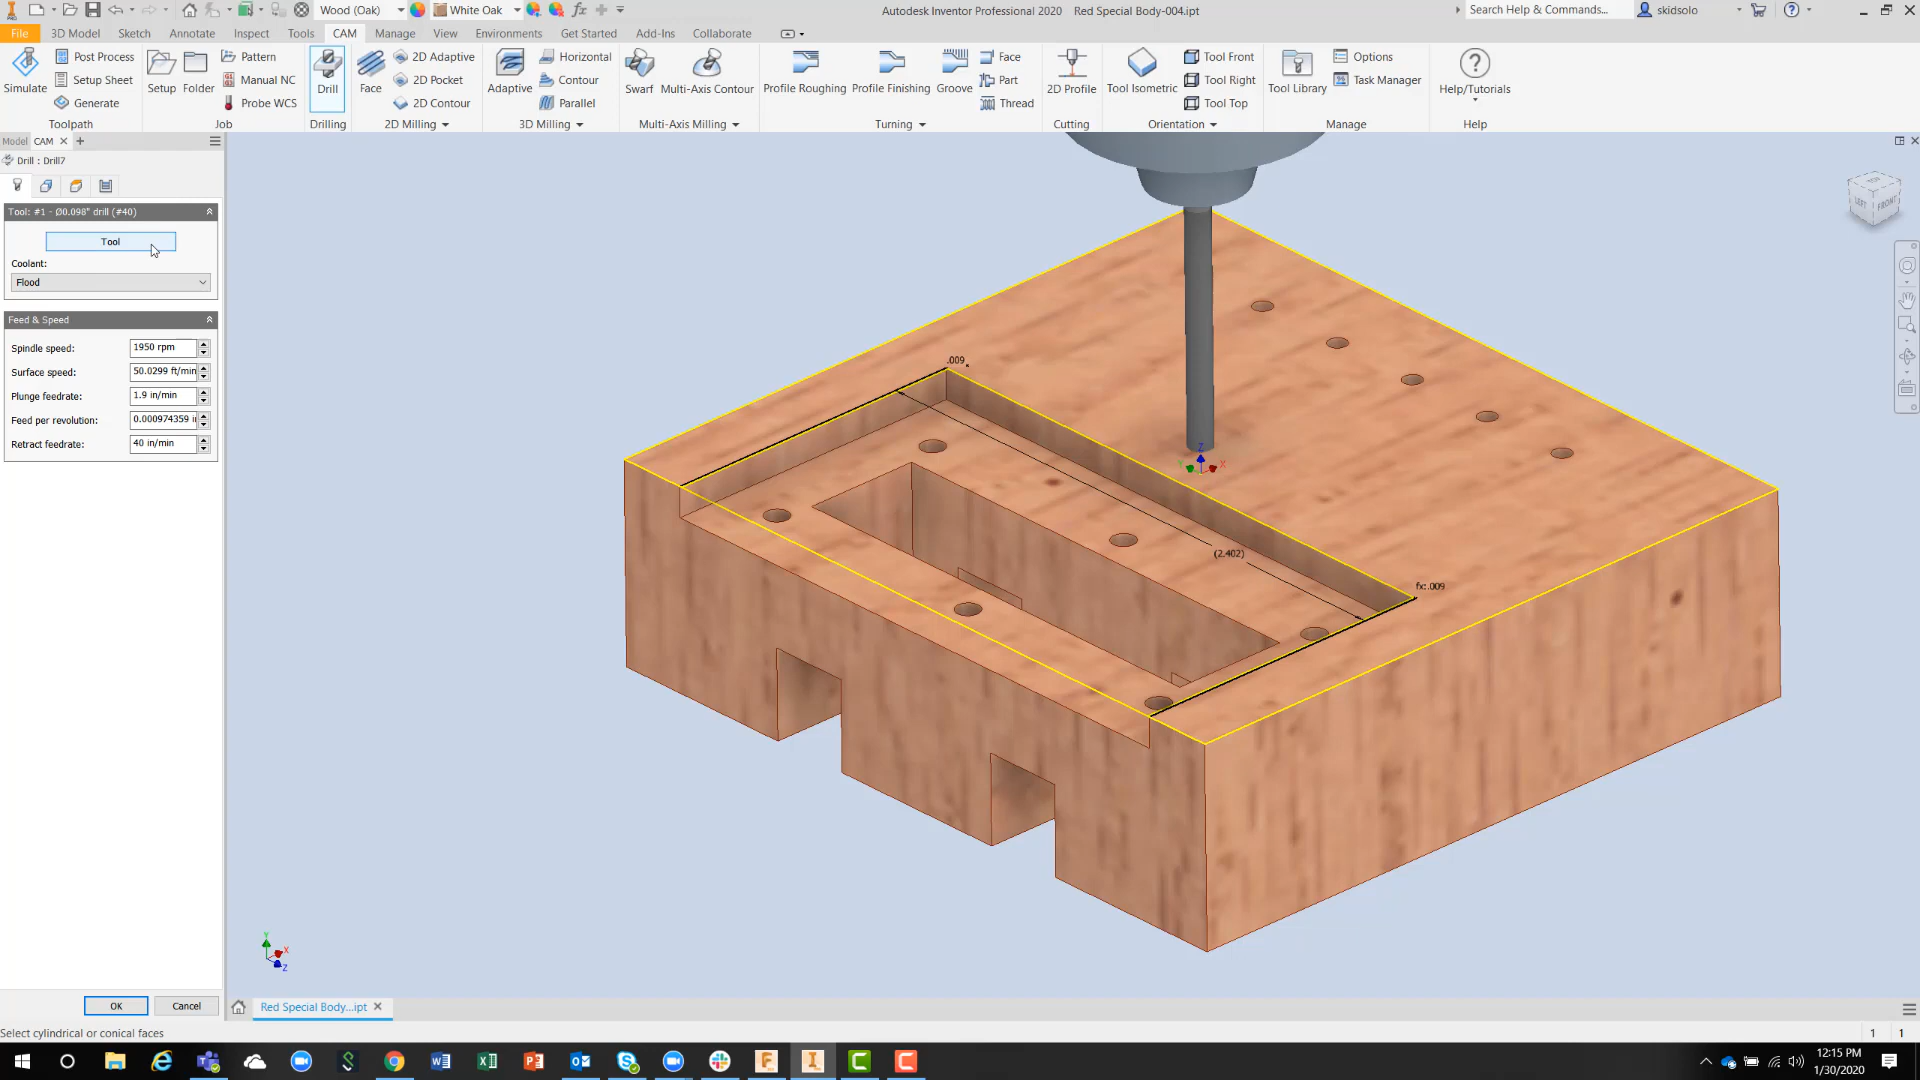 Wood (Oak)
White Oak
Autodesk Inventor Professional 2020 Red Special Body-004.ipt
Search Help & Commands...
skidsolo
File 3D Model Sketch Annotate Inspect Tools CAM Manage View Environments Get Started Add-Ins Collaborate
Simulate
Post Process
Setup Sheet
Generate
Toolpath
Setup
Folder
Pattern
Manual NC
Probe WCS
Job
Drill
Drilling
Face
2D Adaptive
2D Pocket
2D Contour
2D Milling
Adaptive
Horizontal
Contour
Parallel
3D Milling
Swarf
Multi-Axis Contour
Multi-Axis Milling
Profile Roughing
Profile Finishing
Groove
Face
Part
Thread
Turning
2D Profile
Cutting
Tool Isometric
Tool Front
Tool Right
Tool Top
Orientation
Tool Library
Options
Task Manager
Manage
Help/Tutorials
Help
Model CAM
Drill : Drill7
Tool: #1 - Ø0.098" drill (#40)
Tool
Coolant:
Flood
Feed & Speed
Spindle speed: 1950 rpm
Surface speed: 50.0299 ft/min
Plunge feedrate: 1.9 in/min
Feed per revolution: 0.000974359 i
Retract feedrate: 40 in/min
OK Cancel
.009
(2.402)
fx:.009
Z
X
TOP
LEFT
FRONT
Y
X
Z
Red Special Body...ipt
Select cylindrical or conical faces
1 1
12:15 PM
1/30/2020